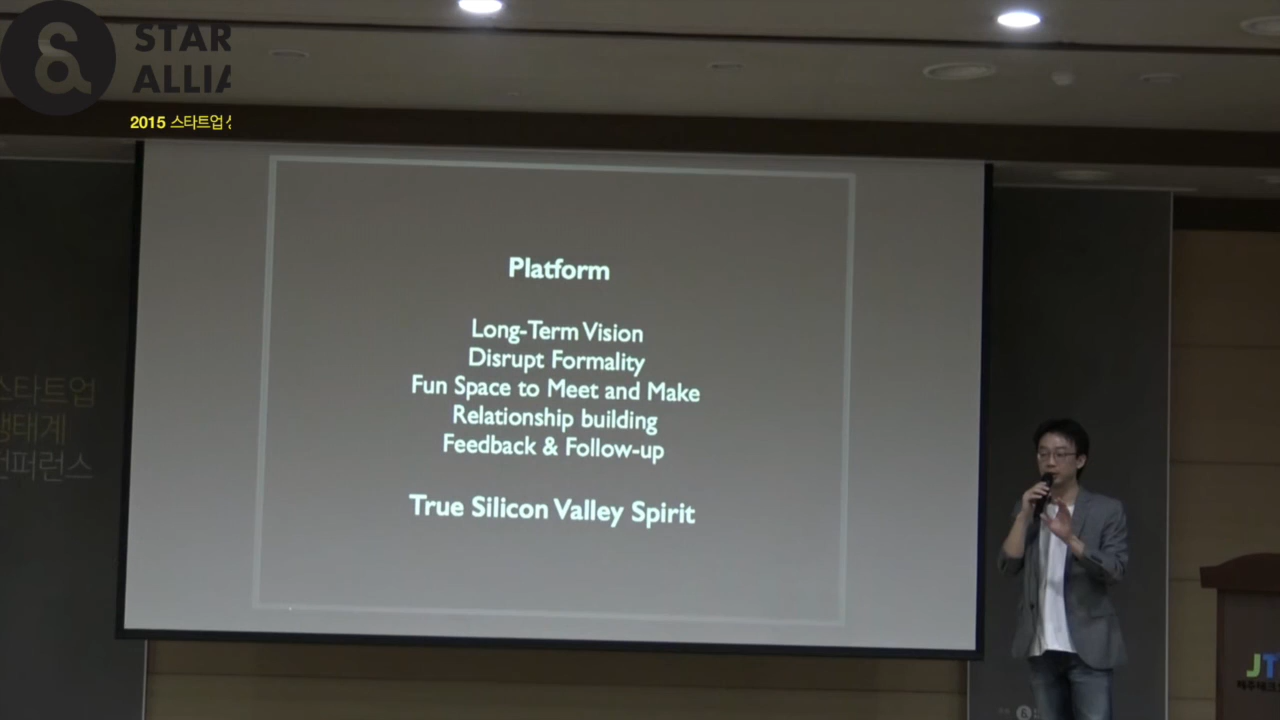 STAR
ALLIA
2015 스타트업
Platform
Long-Term Vision
Disrupt Formality
Fun Space to Meet and Make
Relationship building
Feedback & Follow-up
True Silicon Valley Spirit
스타트업
생태계
컨퍼런스
JT